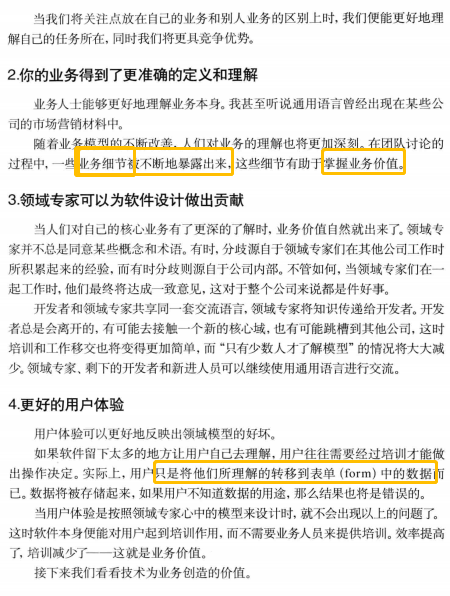 当我们将关注点放在自己的业务和别人业务的区别上时，我们便能更好地理
解自己的任务所在，同时我们将更具竞争优势。
2.你的业务得到了更准确的定义和理解
业务人士能够更好地理解业务本身。我甚至听说通用语言曾经出现在某些公
司的市场营销材料中。
随着业务模型的不断改善，人们对业务的理解也将更加深刻。在团队讨论的
过程中，一些业务细节被不断地暴露出来，这些细节有助于掌握业务价值。
3.领域专家可以为软件设计做出贡献
当人们对自己的核心业务有了更深的了解时，业务价值自然就出来了。领域专
家并不总是同意某些概念和术语。有时，分歧源自于领域专家们在其他公司工作时
所积累起来的经验，而有时分歧则源自于公司内部。不管如何，当领域专家们在一
起工作时，他们最终将达成一致意见，这对于整个公司来说都是件好事。
开发者和领域专家共享同一套交流语言，领域专家将知识传递给开发者。开发
者总是会离开的，有可能去接触一个新的核心域，也有可能跳槽到其他公司，这时
培训和工作移交也将变得更加简单，而“只有少数人才了解模型”的情况将大大减
少。领域专家、剩下的开发者和新进人员可以继续使用通用语言进行交流。
4.更好的用户体验
用户体验可以更好地反映出领域模型的好坏。
如果软件留下太多的地方让用户自己去理解，用户往往需要经过培训才能做
出操作决定。实际上，用户只是将他们所理解的转移到表单（form）中的数据而
已。数据将被存储起来，如果用户不知道数据的用途，那么结果也将是错误的。
当用户体验是按照领域专家心中的模型来设计时，就不会出现以上的问题了。
这时软件本身便能对用户起到培训作用，而不需要业务人员来提供培训。效率提高
了，培训减少了——这就是业务价值。
接下来我们看看技术为业务创造的价值。